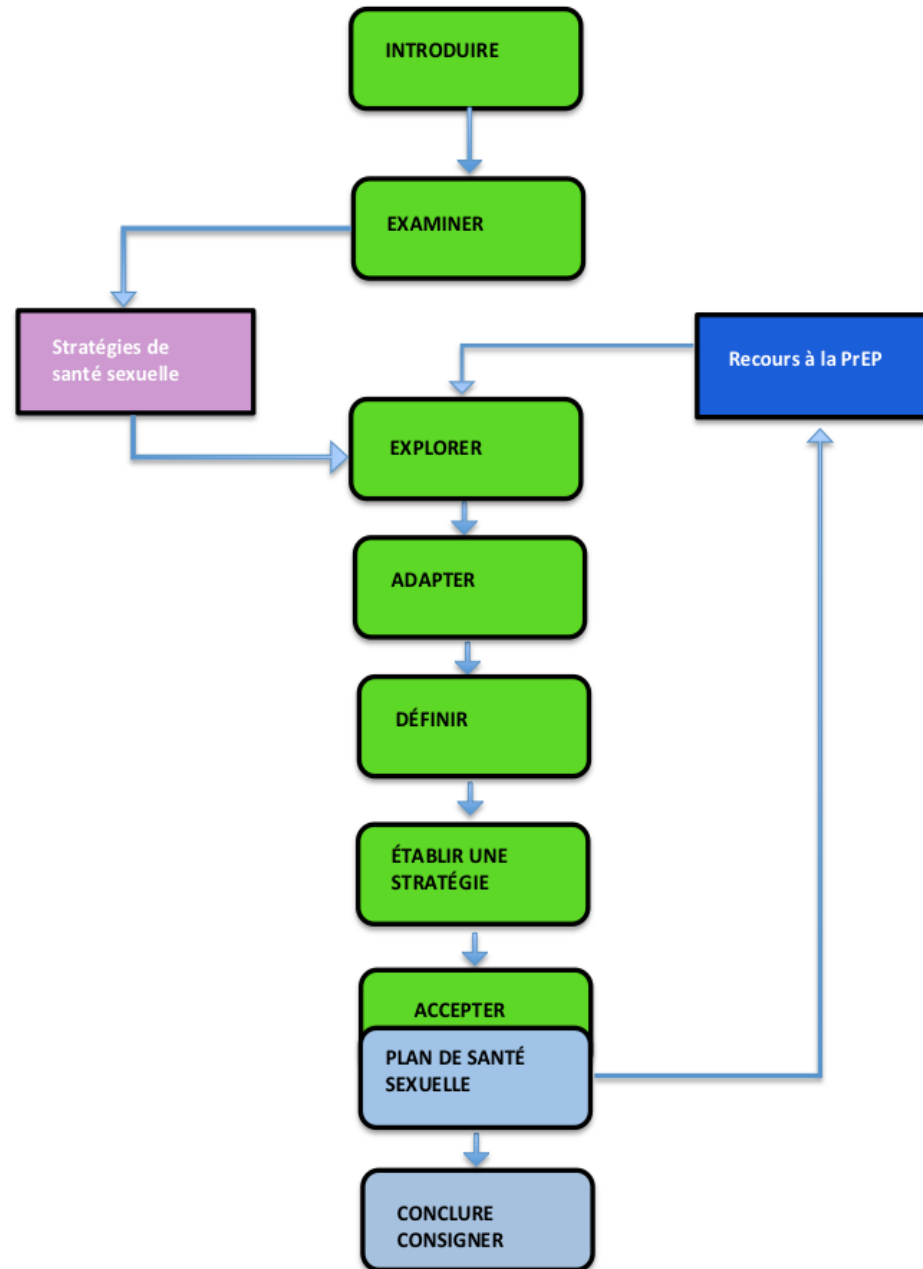 INTRODUIRE
EXAMINER
Stratégies de
santé sexuelle
Recours à la PrEP
EXPLORER
ADAPTER
DÉFINIR
ÉTABLIR UNE
STRATÉGIE
ACCEPTER
PLAN DE SANTÉ
SEXUELLE
CONCLURE
CONSIGNER